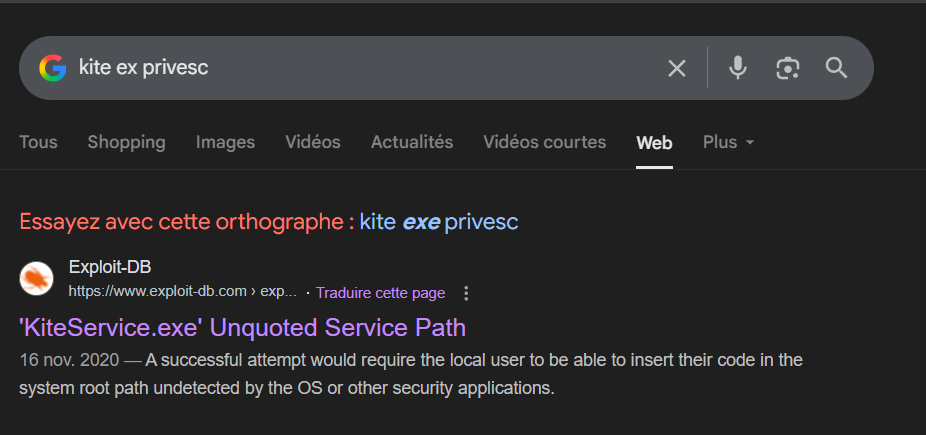 kite ex privesc
Tous Shopping Images Vidéos Actualités Vidéos courtes Web Plus
Essayez avec cette orthographe : kite exe privesc
Exploit-DB
https://www.exploit-db.com › exp... · Traduire cette page
'KiteService.exe' Unquoted Service Path
16 nov. 2020 — A successful attempt would require the local user to be able to insert their code in the
system root path undetected by the OS or other security applications.